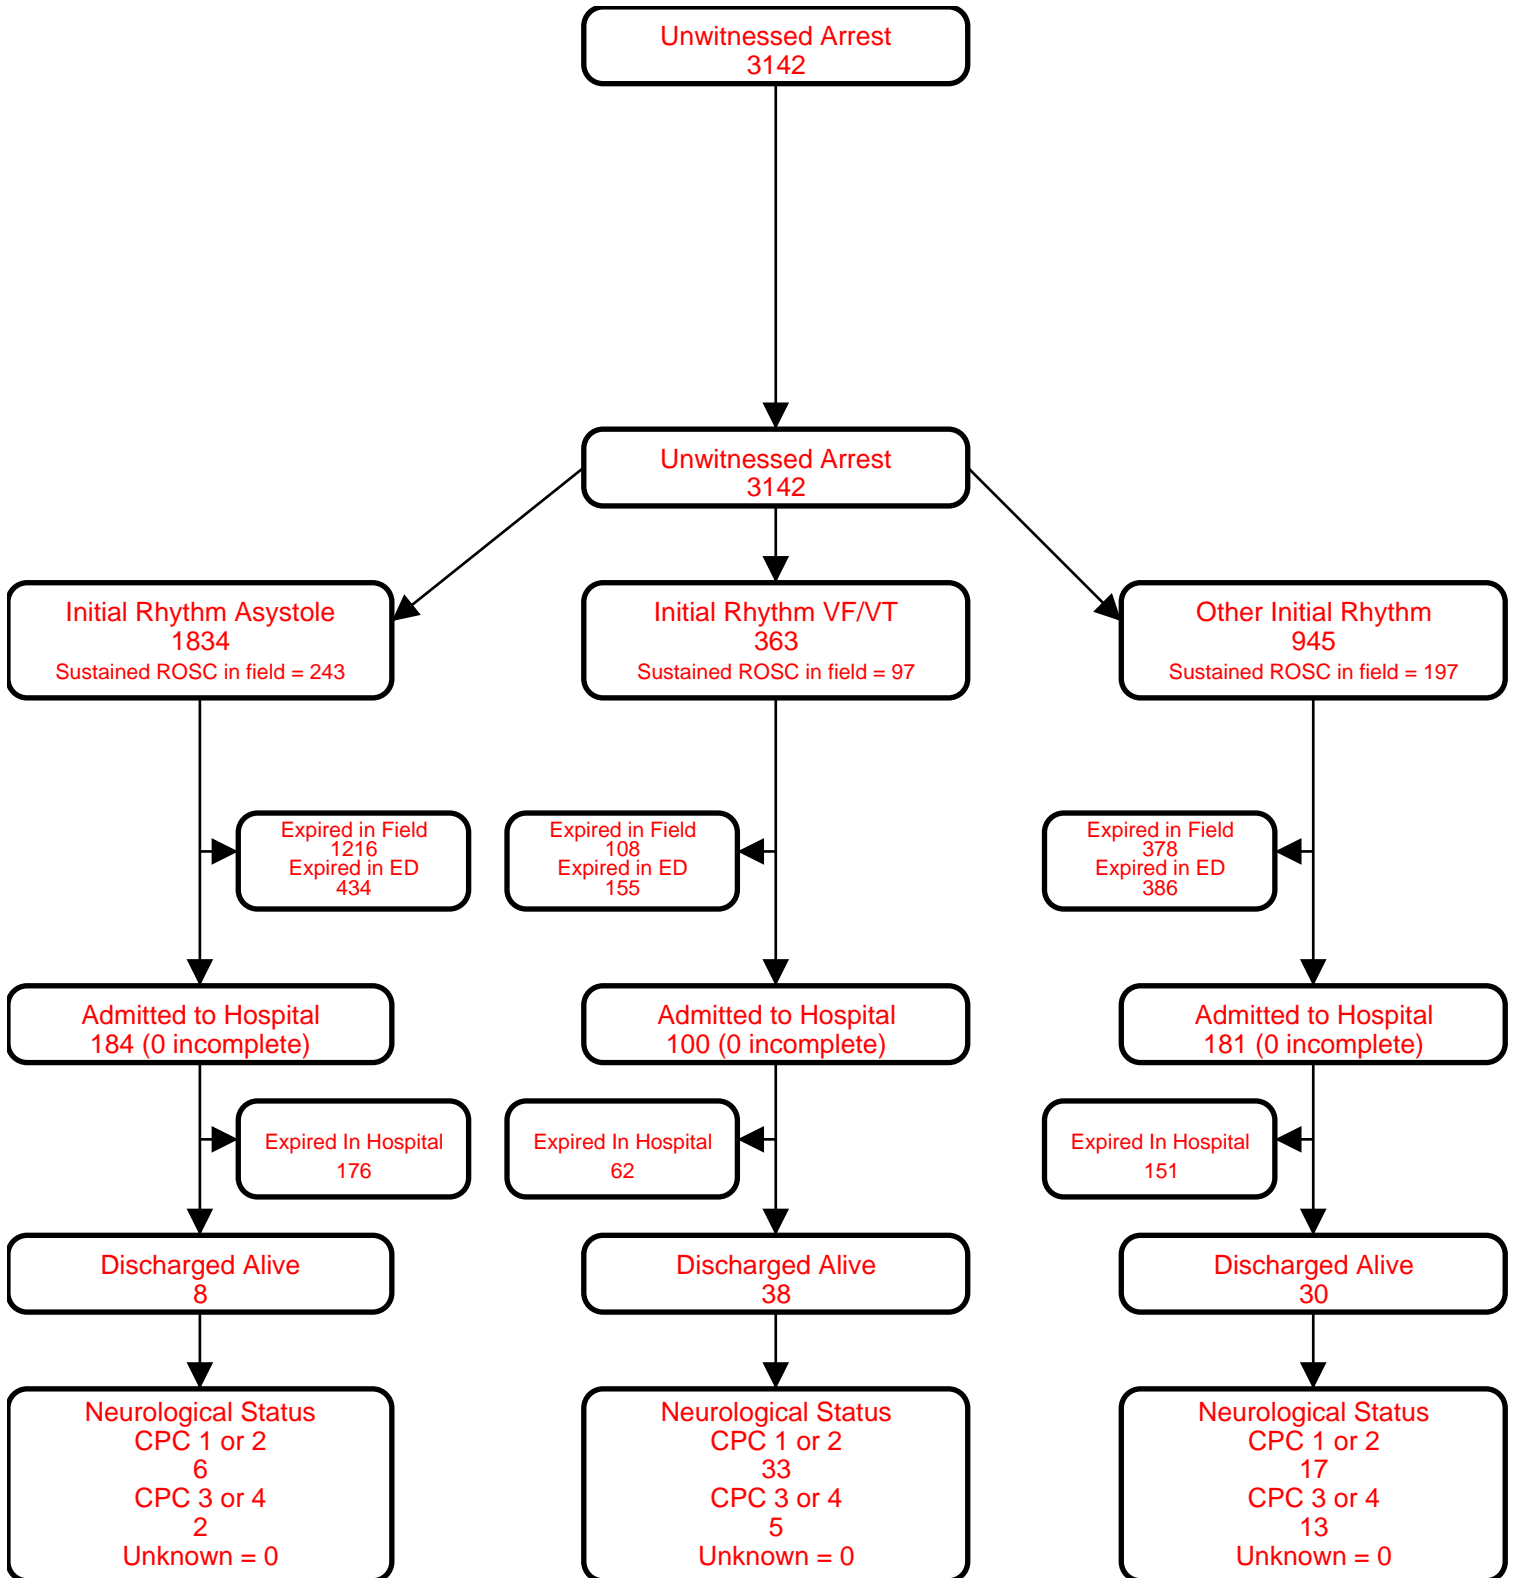 Unwitnessed Arrest
3142
Unwitnessed Arrest
3142
Initial Rhythm Asystole
1834
Sustained ROSC in field = 243
Initial Rhythm VF/VT
363
Sustained ROSC in field = 97
Other Initial Rhythm
945
Sustained ROSC in field = 197
Expired in Field
1216
Expired in ED
434
Expired in Field
108
Expired in ED
155
Expired in Field
378
Expired in ED
386
Admitted to Hospital
184 (0 incomplete)
Admitted to Hospital
100 (0 incomplete)
Admitted to Hospital
181 (0 incomplete)
Expired In Hospital
176
Expired In Hospital
62
Expired In Hospital
151
Discharged Alive
8
Discharged Alive
38
Discharged Alive
30
Neurological Status
CPC 1 or 2
6
CPC 3 or 4
2
Unknown = 0
Neurological Status
CPC 1 or 2
33
CPC 3 or 4
5
Unknown = 0
Neurological Status
CPC 1 or 2
17
CPC 3 or 4
13
Unknown = 0